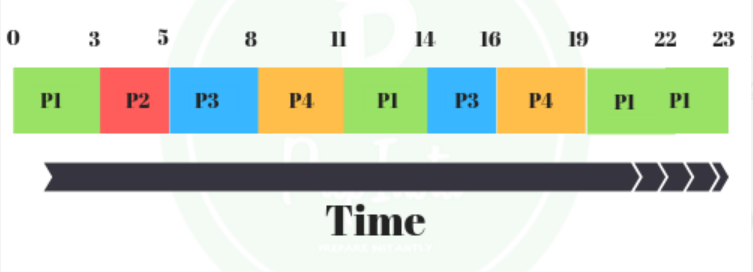 0 3 5 8 11 14 16 19 22 23
P1 P2 P3 P4 P1 P3 P4 P1 P1
Time